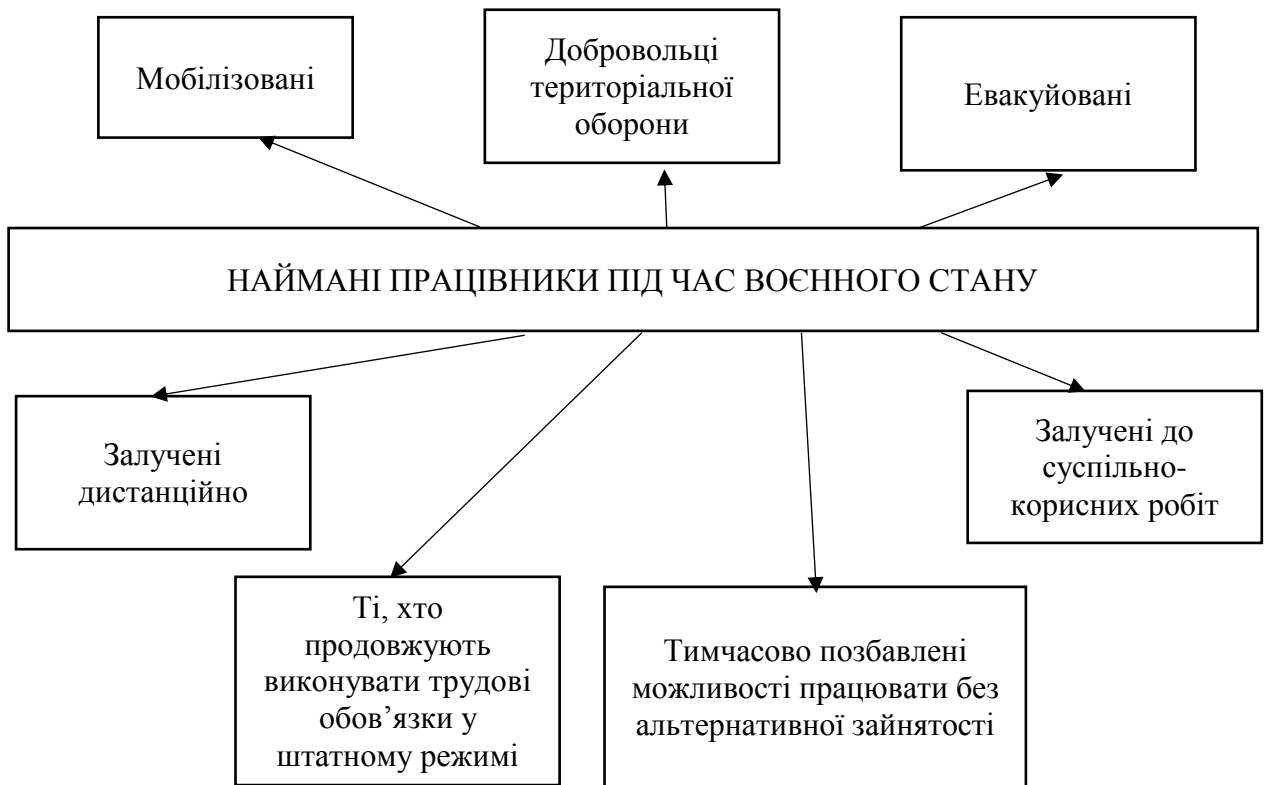 Мобілізовані
Добровольці
територіальної
оборони
Евакуйовані
НАЙМАНІ ПРАЦІВНИКИ ПІД ЧАС ВОЄННОГО СТАНУ
Залучені
дистанційно
Залучені до
суспільно-
корисних робіт
Ті, хто
продовжують
виконувати трудові
обов’язки у
штатному режимі
Тимчасово позбавлені
можливості працювати без
альтернативної зайнятості